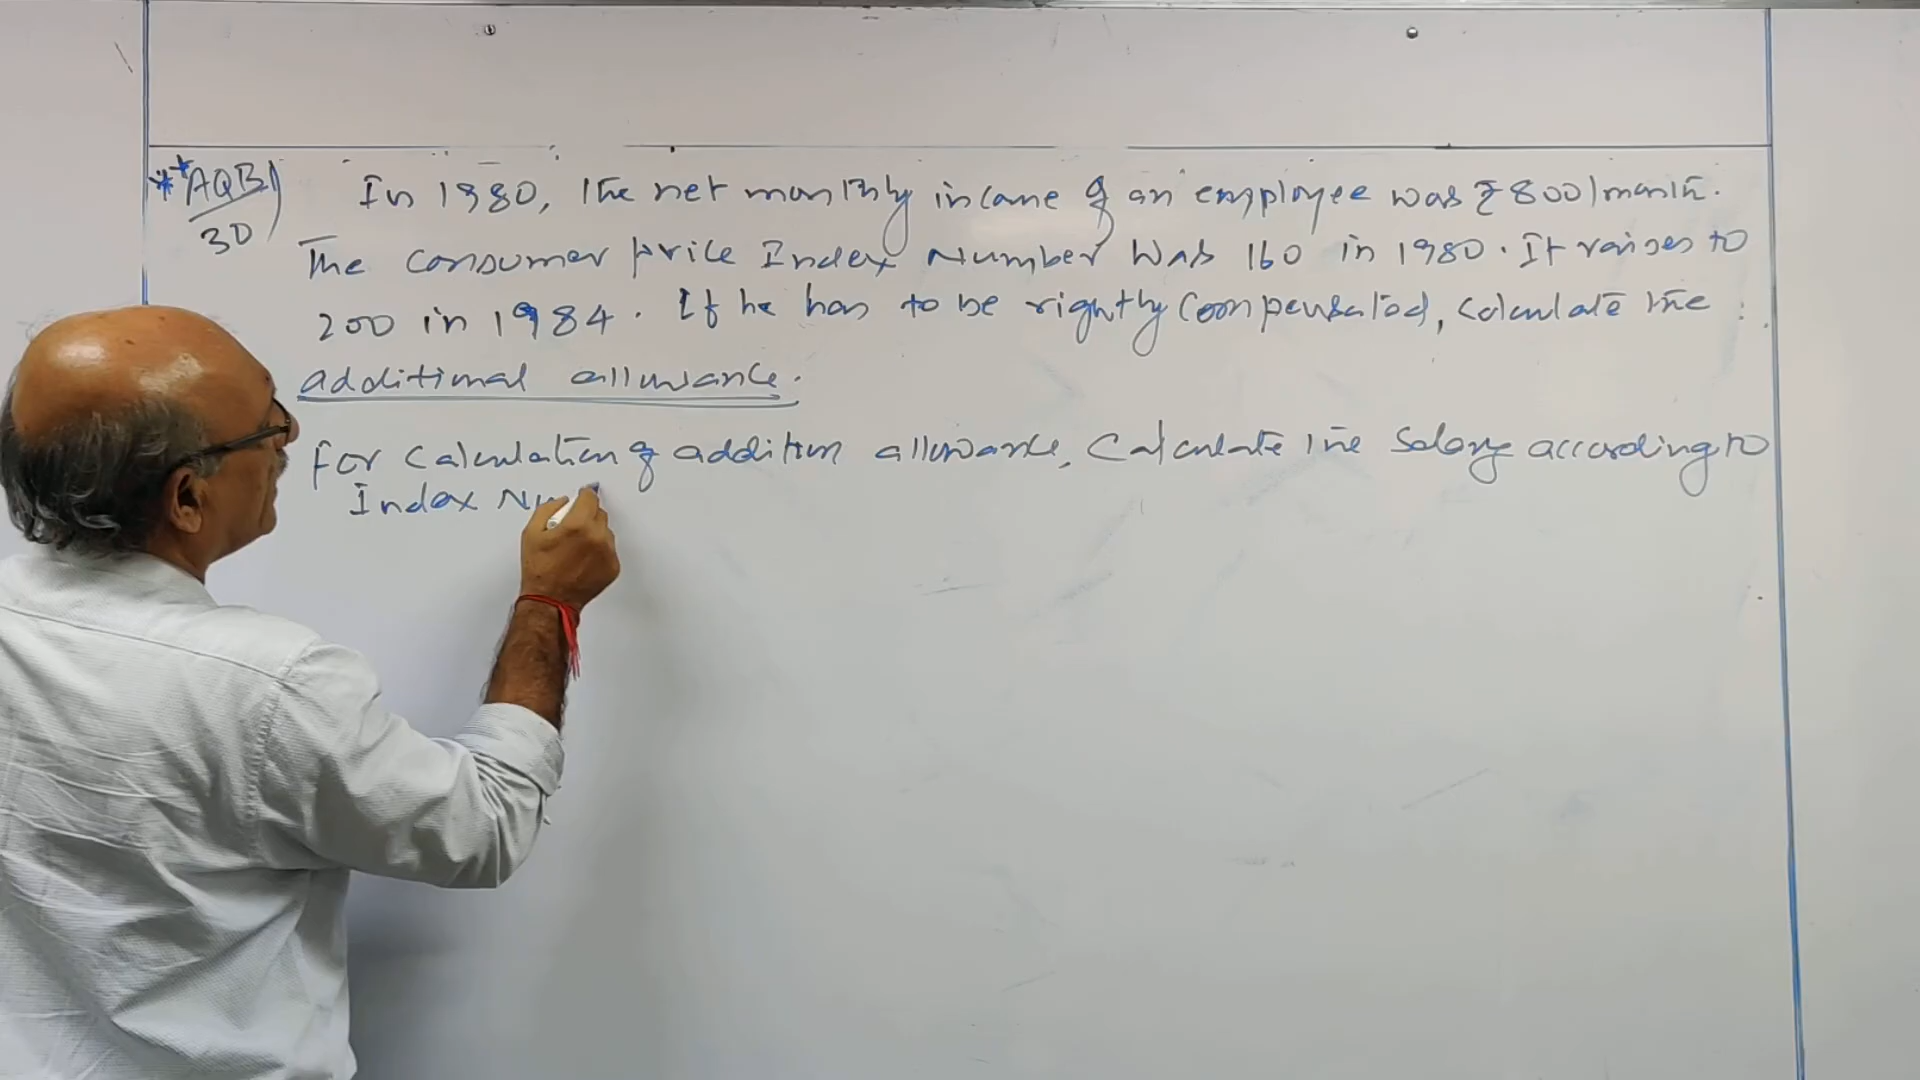 **AQB)
30
In 1980, The net monthly income of an employee was ₹800/month.
The consumer price Index Number Was 160 in 1980. It raises to
200 in 1984. If he has to be rightly Compensated, calculate the
additional allowance.
For Calculation of addition allowance, Calculate the Salary according to
Index Num